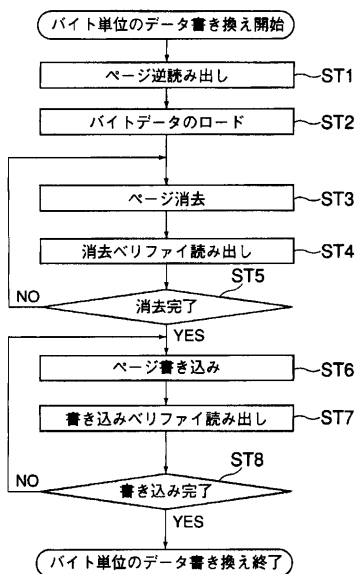 バイト単位のデータ書き換え開始
ページ逆読み出し ST1
バイトデータのロード ST2
ページ消去 ST3
消去ベリファイ読み出し ST4
ST5
NO 消去完了
YES
ページ書き込み ST6
書き込みベリファイ読み出し ST7
ST8
NO 書き込み完了
YES
バイト単位のデータ書き換え終了